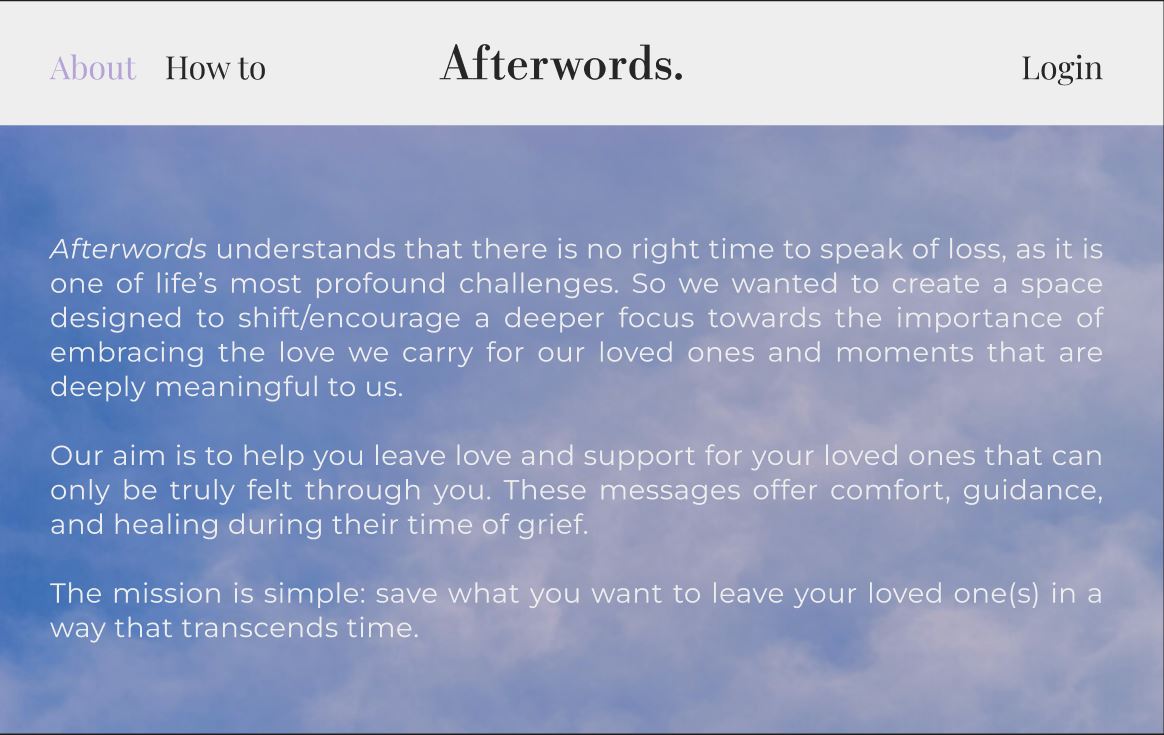 About How to Afterwords. Login
Afterwords understands that there is no right time to speak of loss, as it is
one of life’s most profound challenges. So we wanted to create a space
designed to shift/encourage a deeper focus towards the importance of
embracing the love we carry for our loved ones and moments that are
deeply meaningful to us.
Our aim is to help you leave love and support for your loved ones that can
only be truly felt through you. These messages offer comfort, guidance,
and healing during their time of grief.
The mission is simple: save what you want to leave your loved one(s) in a
way that transcends time.